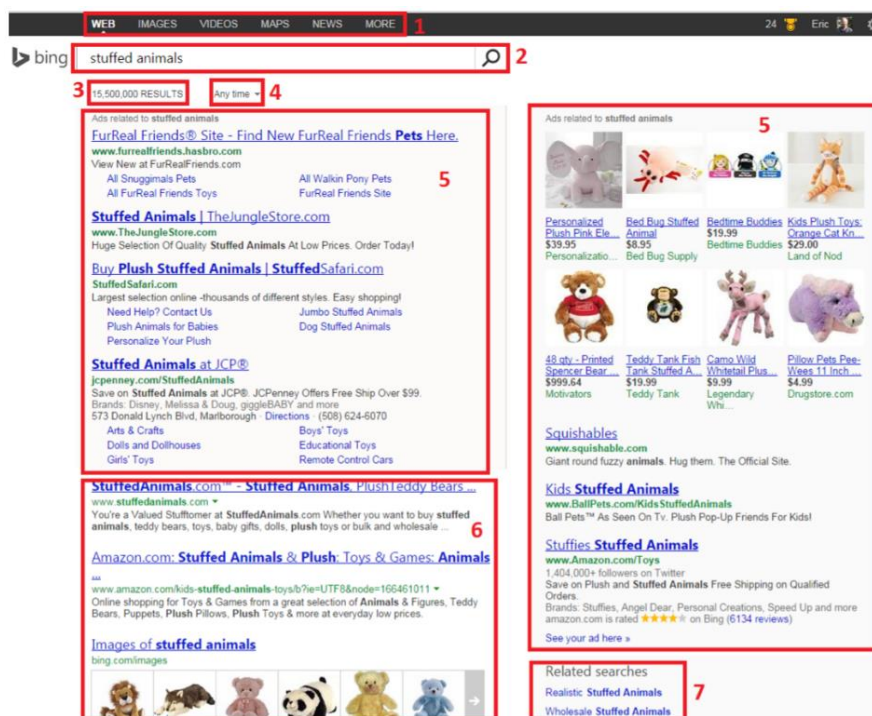 WEB IMAGES VIDEOS MAPS NEWS MORE 1 24 Eric
bing stuffed animals 2
3 15,500,000 RESULTS Any time 4
Ads related to stuffed animals
FurReal Friends® Site - Find New FurReal Friends Pets Here.
www.furrealfriends.hasbro.com
View New at FurRealFriends.com
All Snuggimals Pets All Walkin Pony Pets
All FurReal Friends Toys FurReal Friends Site
5
Stuffed Animals | TheJungleStore.com
www.TheJungleStore.com
Huge Selection Of Quality Stuffed Animals At Low Prices. Order Today!
Buy Plush Stuffed Animals | StuffedSafari.com
StuffedSafari.com
Largest selection online -thousands of different styles. Easy shopping!
Need Help? Contact Us Jumbo Stuffed Animals
Plush Animals for Babies Dog Stuffed Animals
Personalize Your Plush
Stuffed Animals at JCP®
jcpenney.com/StuffedAnimals
Save on Stuffed Animals at JCP®. JCPenney Offers Free Ship Over $99.
Brands: Disney, Melissa & Doug, giggleBABY and more
573 Donald Lynch Blvd, Marlborough · Directions · (508) 624-6070
Arts & Crafts Boys' Toys
Dolls and Dollhouses Educational Toys
Girls' Toys Remote Control Cars
StuffedAnimals.com™ - Stuffed Animals, PlushTeddy Bears ...
www.stuffedanimals.com
You're a Valued Stufftomer at StuffedAnimals.com Whether you want to buy stuffed
animals, teddy bears, toys, baby gifts, dolls, plush toys or bulk and wholesale ...
6
Amazon.com: Stuffed Animals & Plush: Toys & Games: Animals
...
www.amazon.com/kids-stuffed-animals-toys/b?ie=UTF8&node=166461011
Online shopping for Toys & Games from a great selection of Animals & Figures, Teddy
Bears, Puppets, Plush Pillows, Plush Toys & more at everyday low prices.
Images of stuffed animals
bing.com/images
Ads related to stuffed animals 5
Personalized Bed Bug Stuffed Bedtime Buddies Kids Plush Toys:
Plush Pink Ele... Animal $19.99 Orange Cat Kn...
$39.95 $8.95 Bedtime Buddies $29.00
Personalizatio... Bed Bug Supply Land of Nod
48 qty - Printed Teddy Tank Fish Camo Wild Pillow Pets Pee-
Spencer Bear ... Tank Stuffed A... Whitetail Plus... Wees 11 Inch ...
$999.64 $19.99 $9.99 $4.99
Motivators Teddy Tank Legendary Drugstore.com
Whi...
Squishables
www.squishable.com
Giant round fuzzy animals. Hug them. The Official Site.
Kids Stuffed Animals
www.BallPets.com/KidsStuffedAnimals
Ball Pets™ As Seen On Tv. Plush Pop-Up Friends For Kids!
Stuffies Stuffed Animals
www.Amazon.com/Toys
1,404,000+ followers on Twitter
Save on Plush and Stuffed Animals Free Shipping on Qualified
Orders.
Brands: Stuffies, Angel Dear, Personal Creations, Speed Up and more
amazon.com is rated ★★★★★ on Bing (6134 reviews)
See your ad here »
Related searches
Realistic Stuffed Animals
7
Wholesale Stuffed Animals